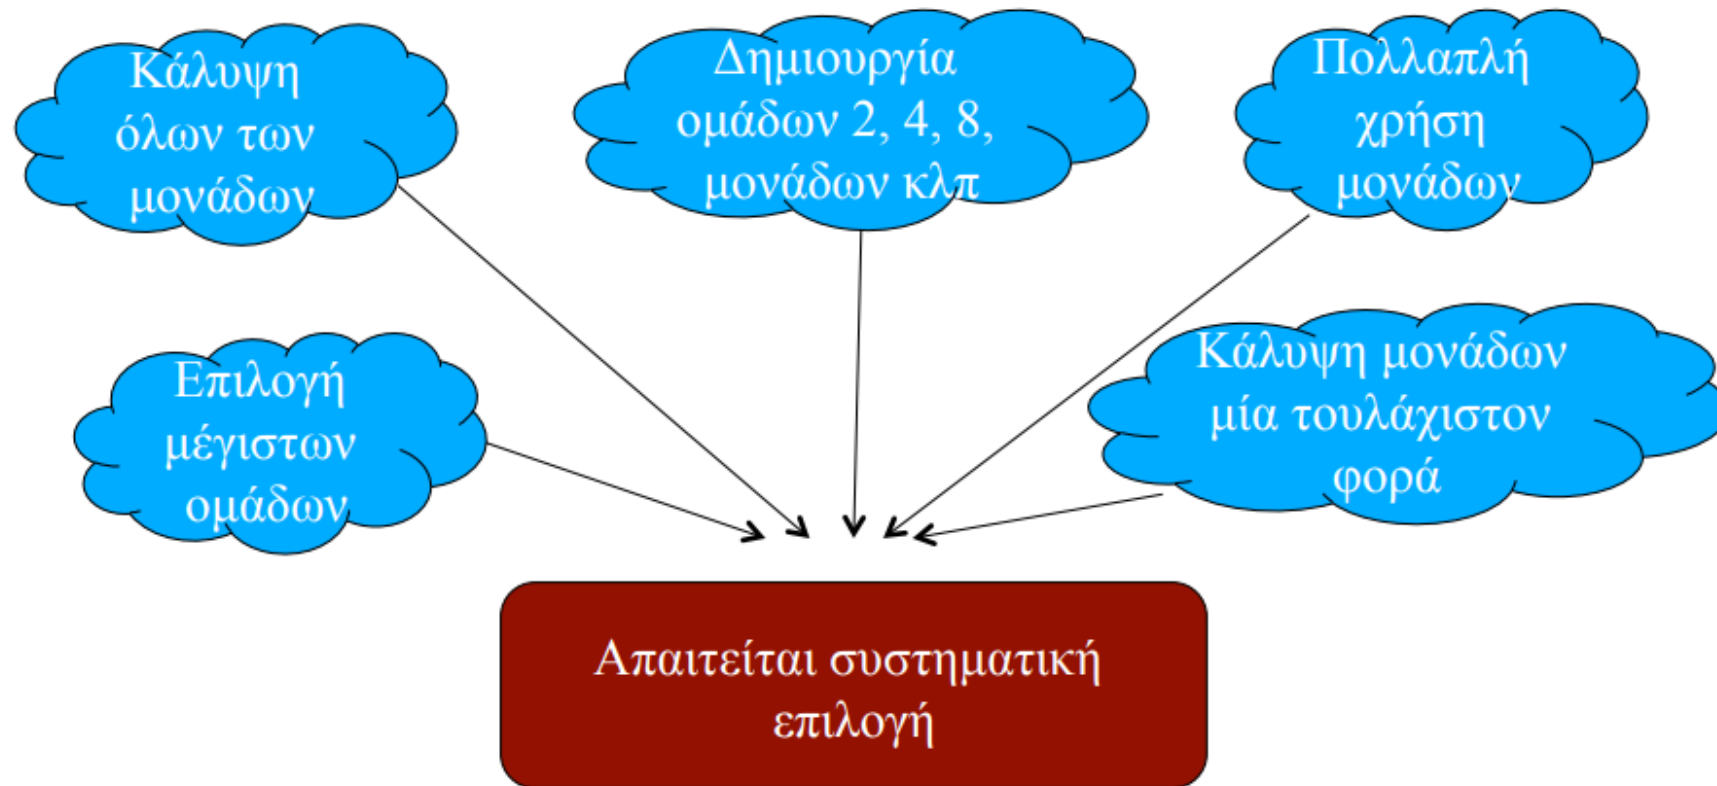 Κάλυψη
όλων των
μονάδων
Δημιουργία
ομάδων 2, 4, 8,
μονάδων κλπ
Πολλαπλή
χρήση
μονάδων
Επιλογή
μέγιστων
ομάδων
Κάλυψη μονάδων
μία τουλάχιστον
φορά
Απαιτείται συστηματική
επιλογή